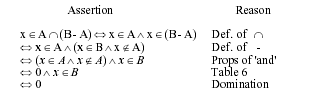 Assertion Reason
x ∈ A ∩ (B- A) ⇔ x ∈ A ∧ x ∈ (B- A) Def. of ∩
⇔ x ∈ A ∧ (x ∈ B ∧ x ∉ A) Def. of -
⇔ (x ∈ A ∧ x ∉ A) ∧ x ∈ B Props of 'and'
⇔ 0 ∧ x ∈ B Table 6
⇔ 0 Domination